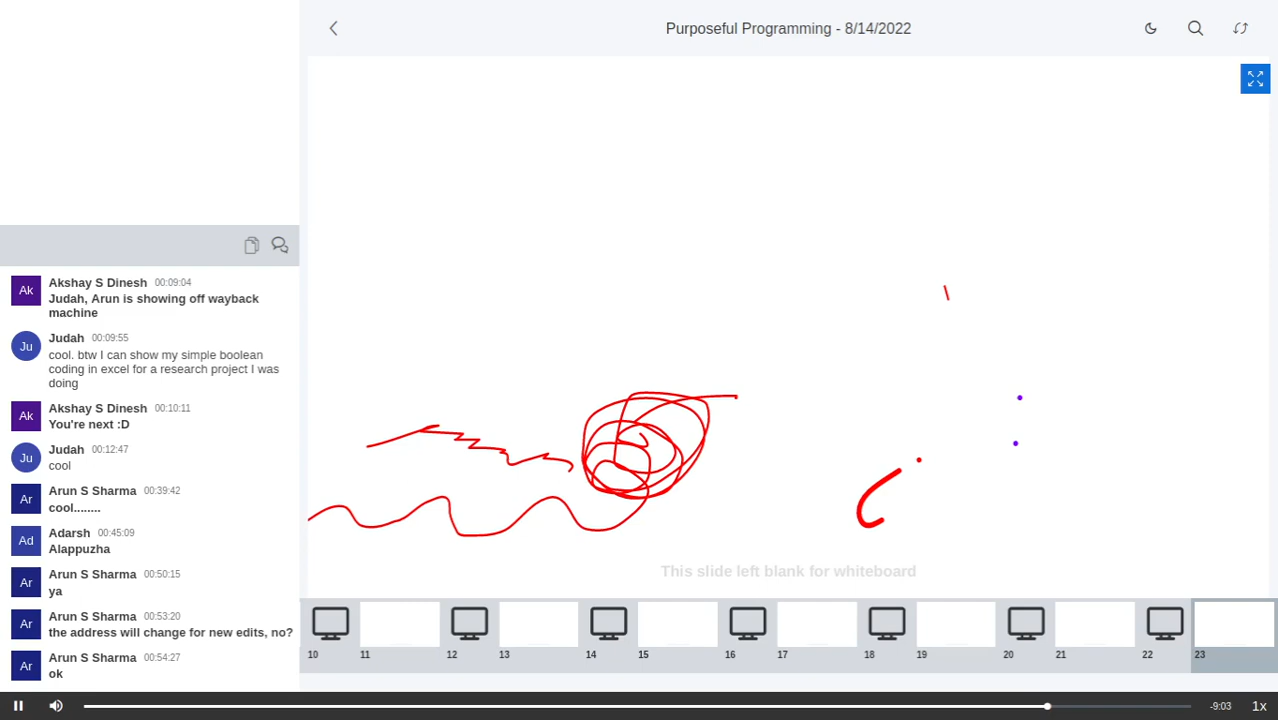 Purposeful Programming - 8/14/2022
Ak
Akshay S Dinesh 00:09:04
Judah, Arun is showing off wayback
machine
Ju
Judah 00:09:55
cool. btw I can show my simple boolean
coding in excel for a research project I was
doing
Ak
Akshay S Dinesh 00:10:11
You're next :D
Ju
Judah 00:12:47
cool
Ar
Arun S Sharma 00:39:42
cool........
Ad
Adarsh 00:45:09
Alappuzha
Ar
Arun S Sharma 00:50:15
ya
Ar
Arun S Sharma 00:53:20
the address will change for new edits, no?
Ar
Arun S Sharma 00:54:27
ok
This slide left blank for whiteboard
10 11 12 13 14 15 16 17 18 19 20 21 22 23
-9:03 1x